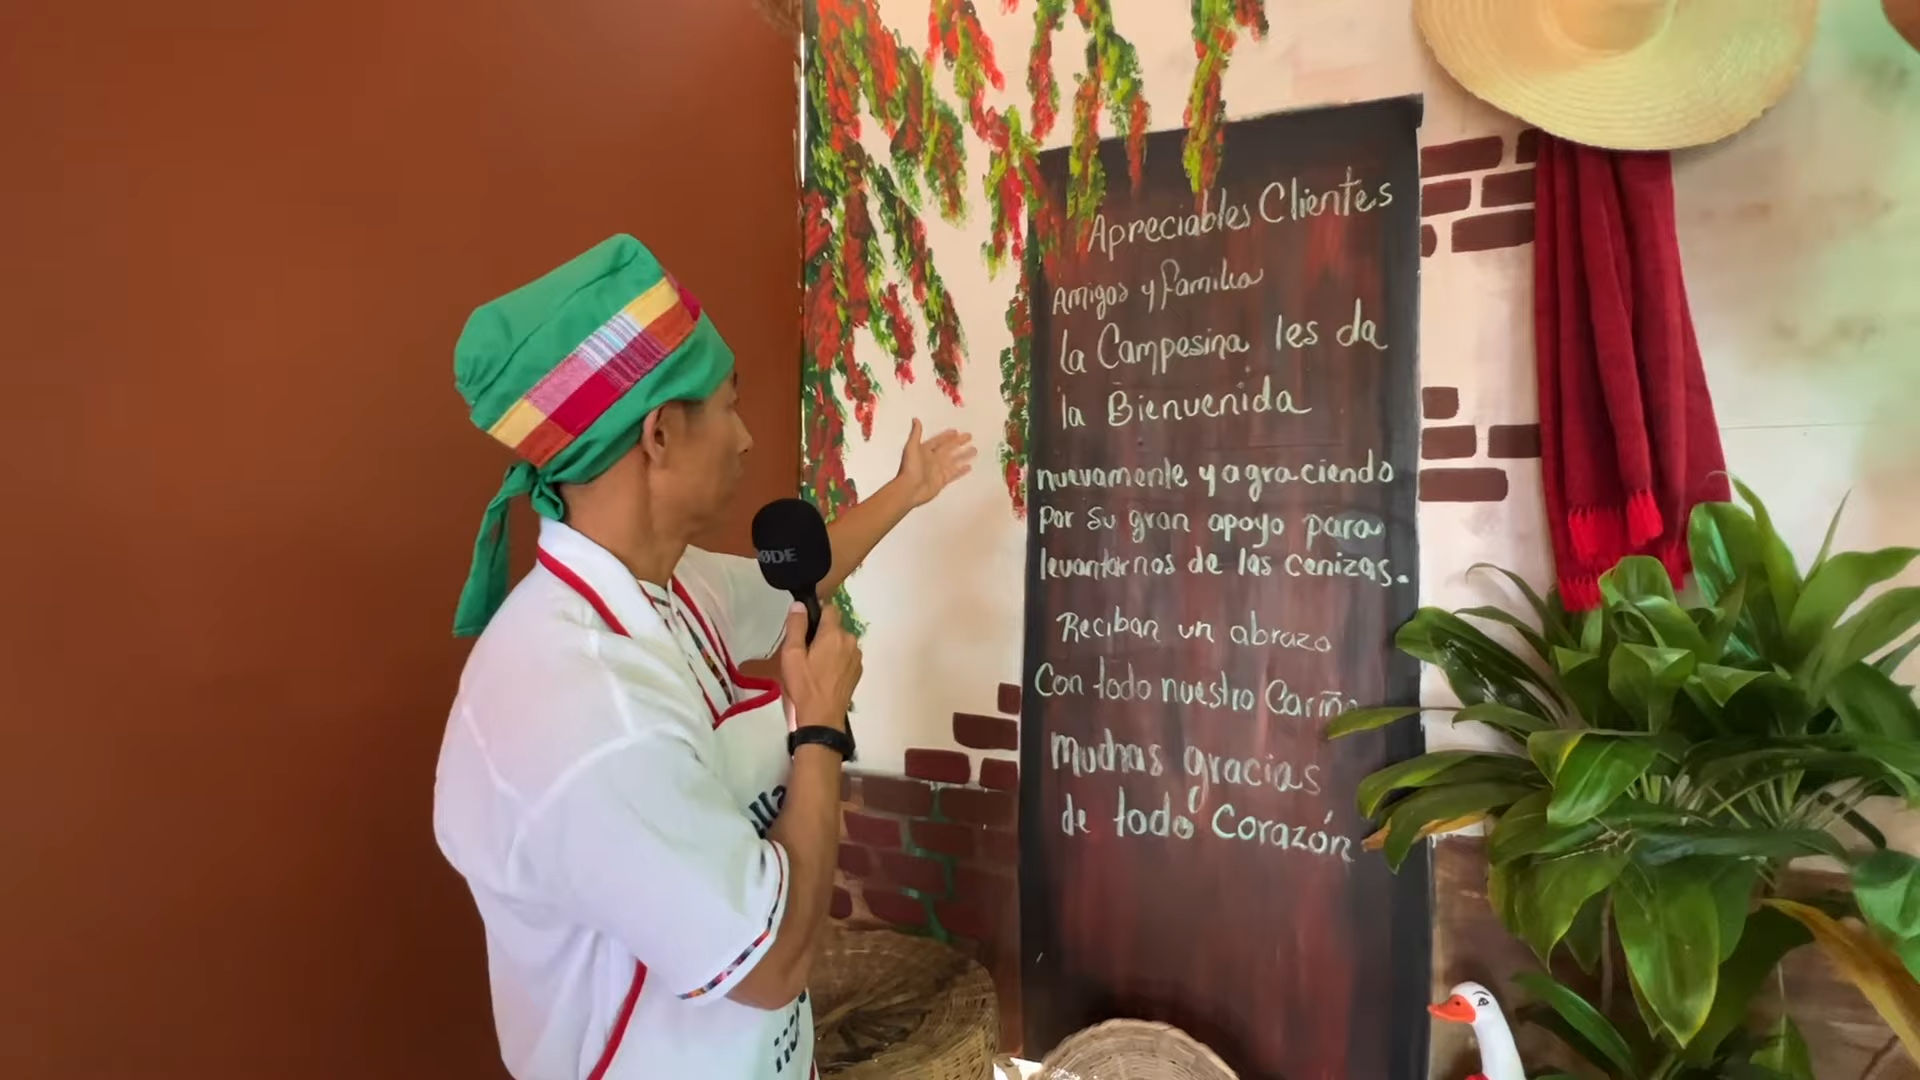 Apreciables Clientes
Amigos y familia
la Campesina les da
la Bienvenida
nuevamente y agraciendo
por su gran apoyo para
levantarnos de las cenizas.
Reciban un abrazo
Con todo nuestro Cariño
Muchas gracias
de todo Corazón
RØDE